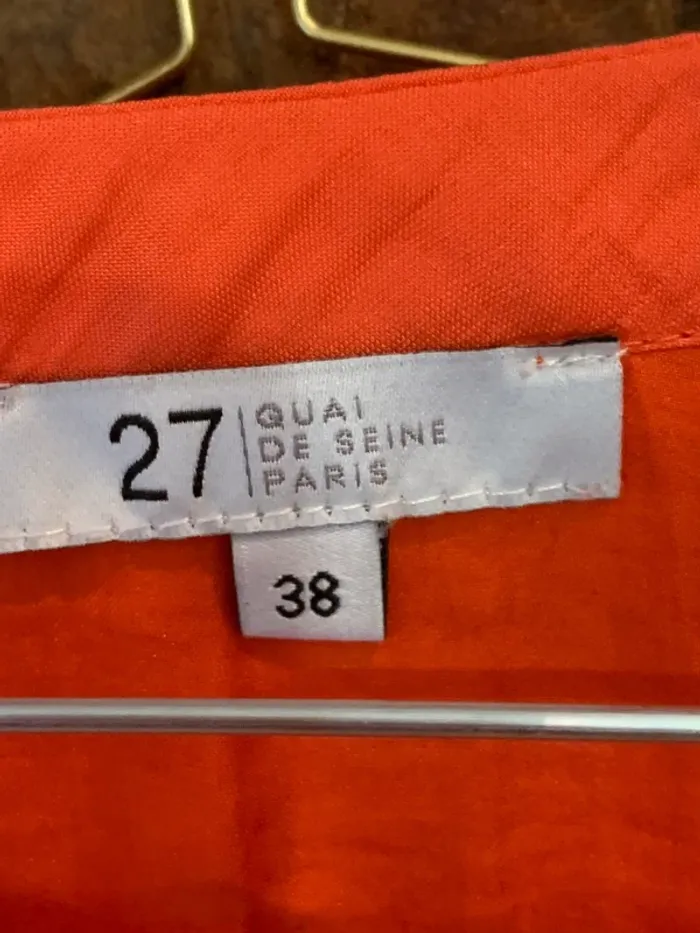 27
QUAI
DE SEINE
PARIS
38